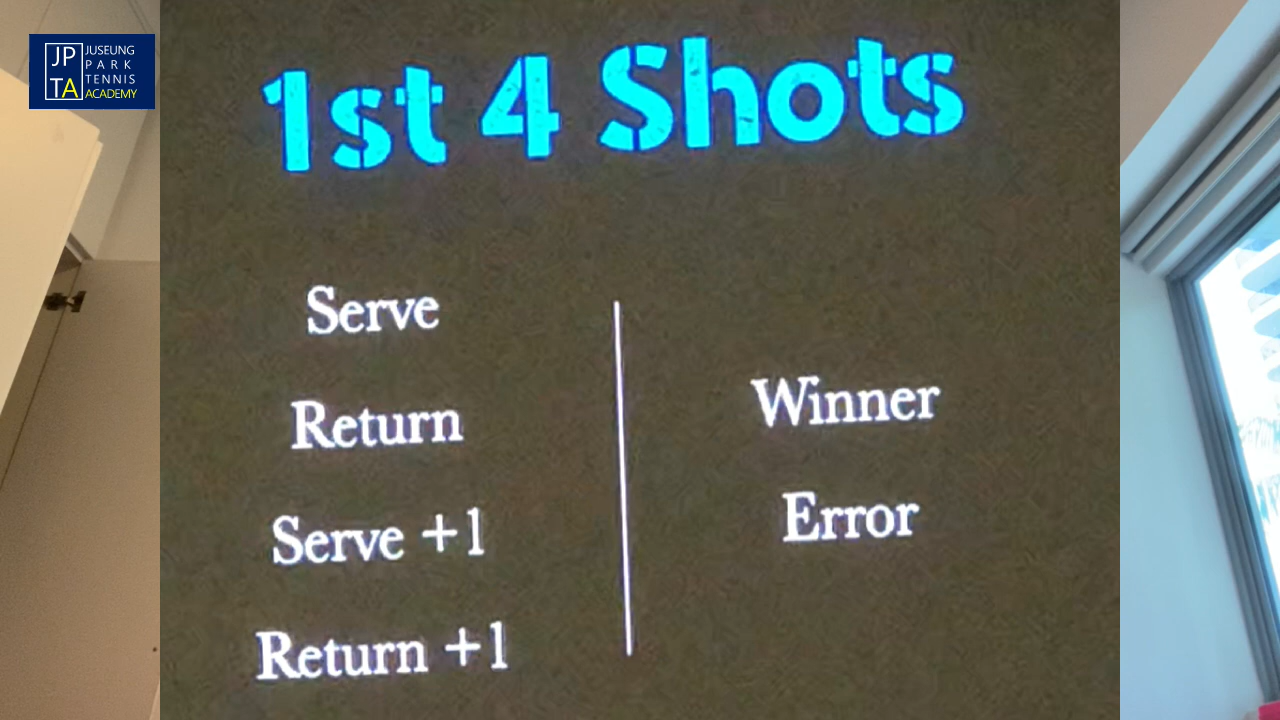 JP
TA
JUSEUNG
PARK
TENNIS
ACADEMY
1st 4 Shots
Serve
Return
Serve +1
Return +1
Winner
Error